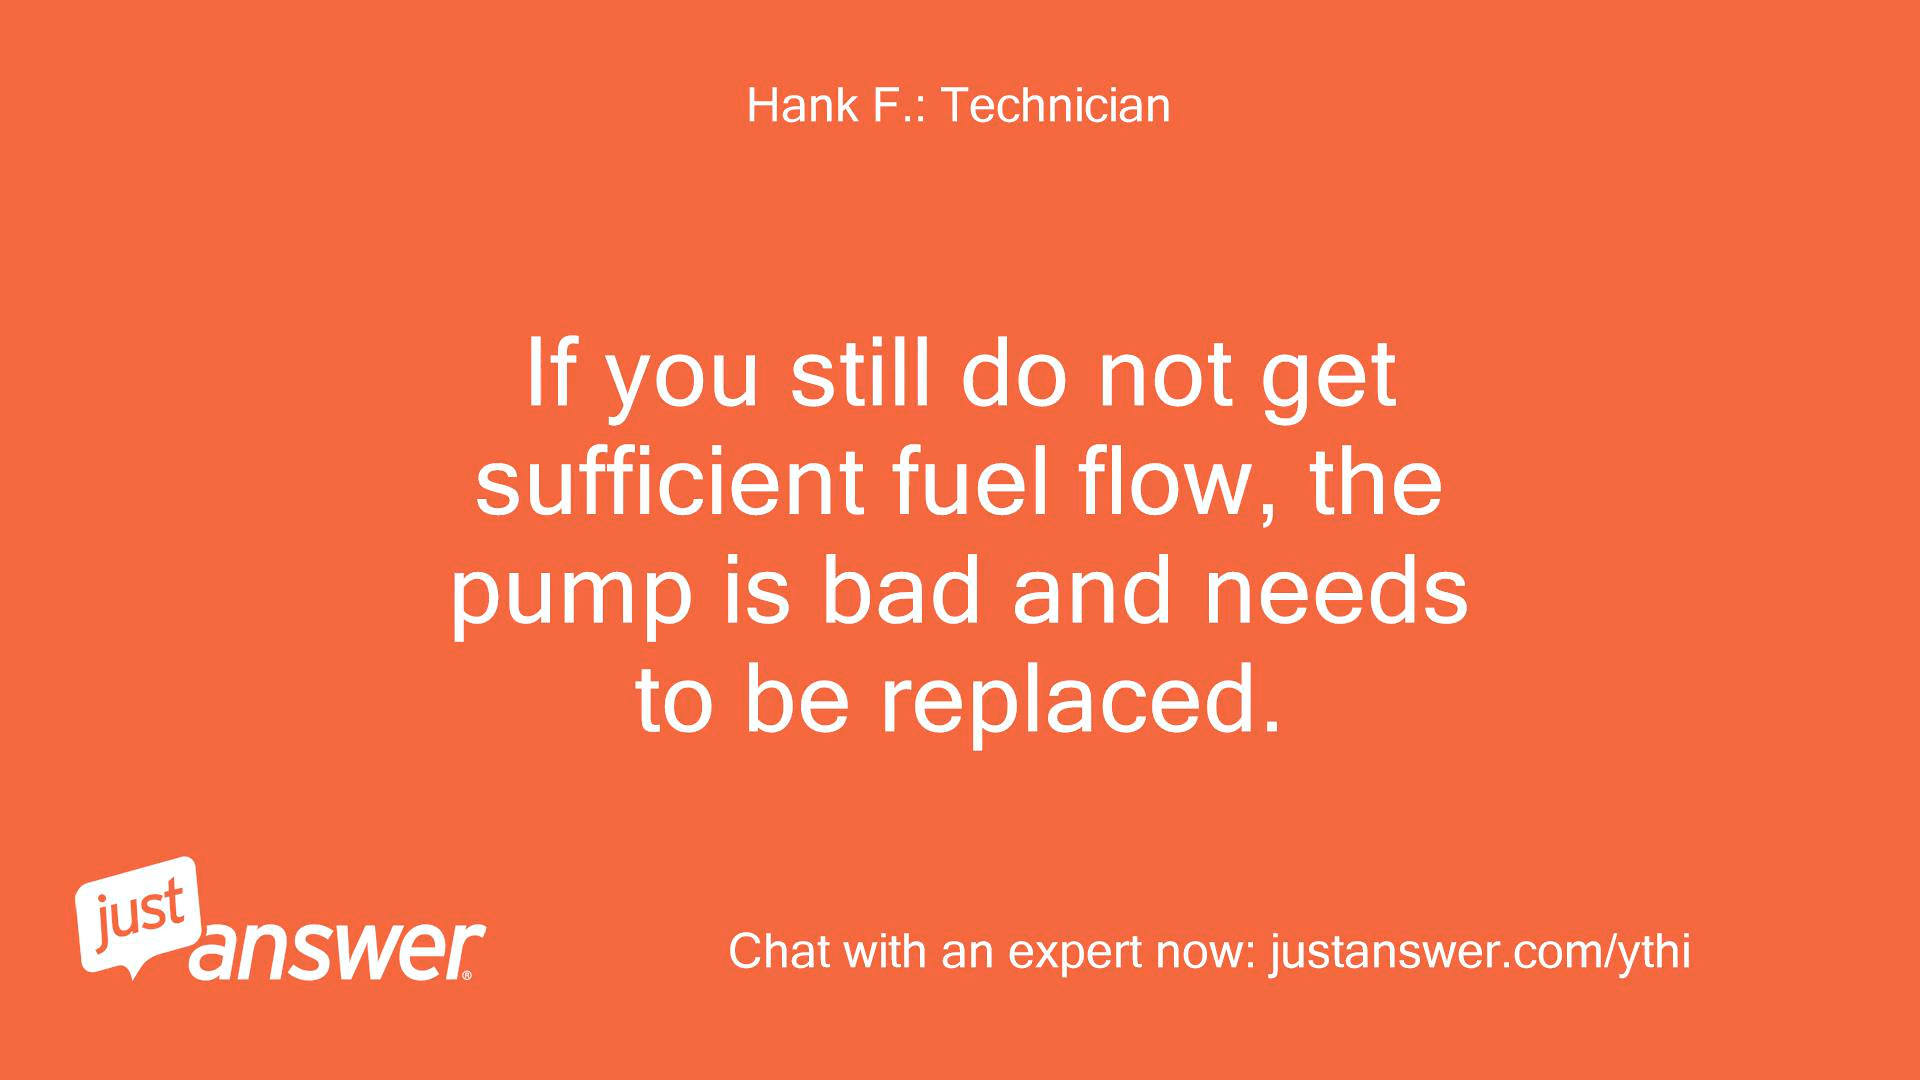 Hank F.: Technician
If you still do not get
sufficient fuel flow, the
pump is bad and needs
to be replaced.
just
answer®
Chat with an expert now: justanswer.com/ythi